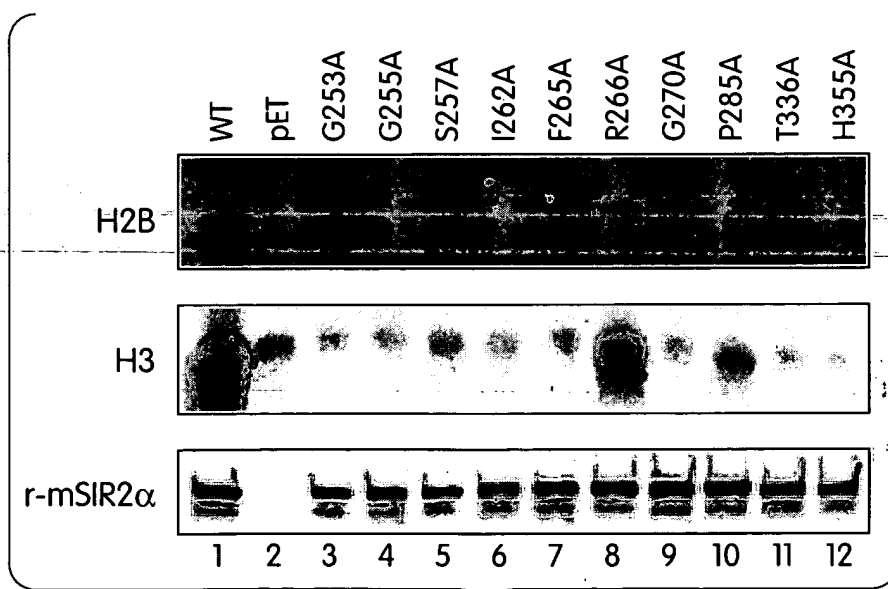 WT pET G253A G255A S257A I262A F265A R266A G270A P285A T336A H355A
H2B
H3
r-mSIR2α
1 2 3 4 5 6 7 8 9 10 11 12